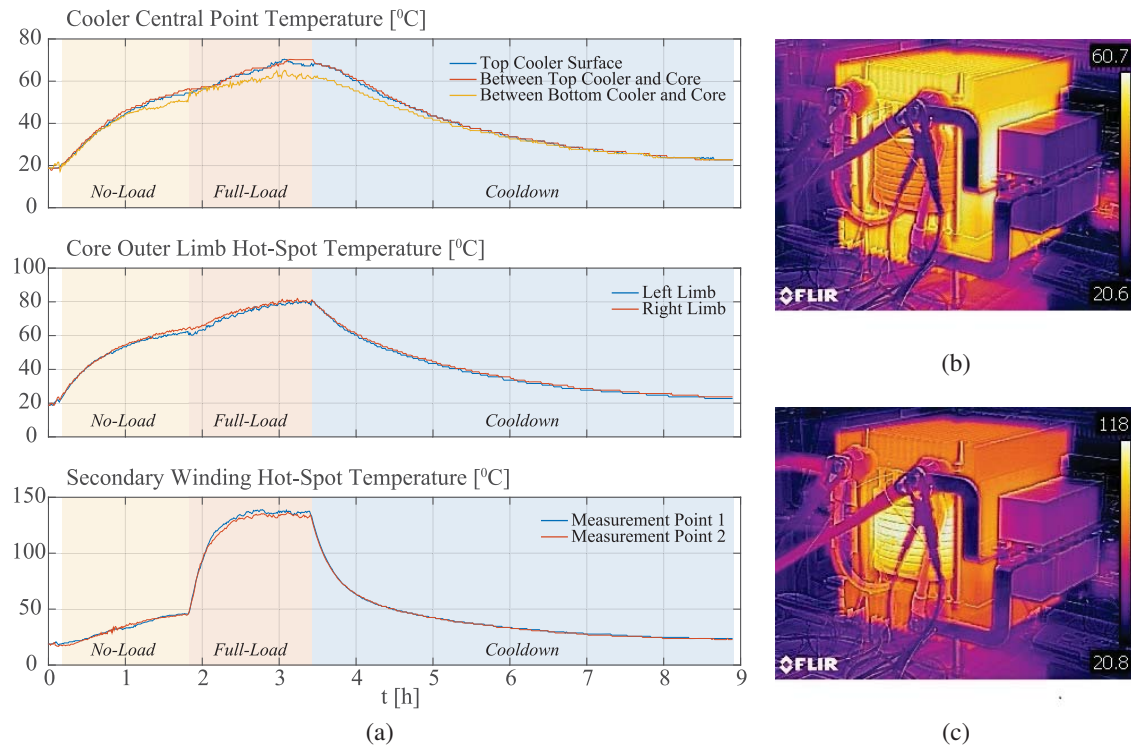 Cooler Central Point Temperature [⁰C]
80
60
40
20
0
Top Cooler Surface
Between Top Cooler and Core
Between Bottom Cooler and Core
No-Load
Full-Load
Cooldown
Core Outer Limb Hot-Spot Temperature [⁰C]
100
80
60
40
20
0
Left Limb
Right Limb
No-Load
Full-Load
Cooldown
Secondary Winding Hot-Spot Temperature [⁰C]
150
100
50
0
Measurement Point 1
Measurement Point 2
No-Load
Full-Load
Cooldown
0 1 2 3 4 5 6 7 8 9
t [h]
(a)
60.7
FLIR
20.6
(b)
118
FLIR
20.8
(c)